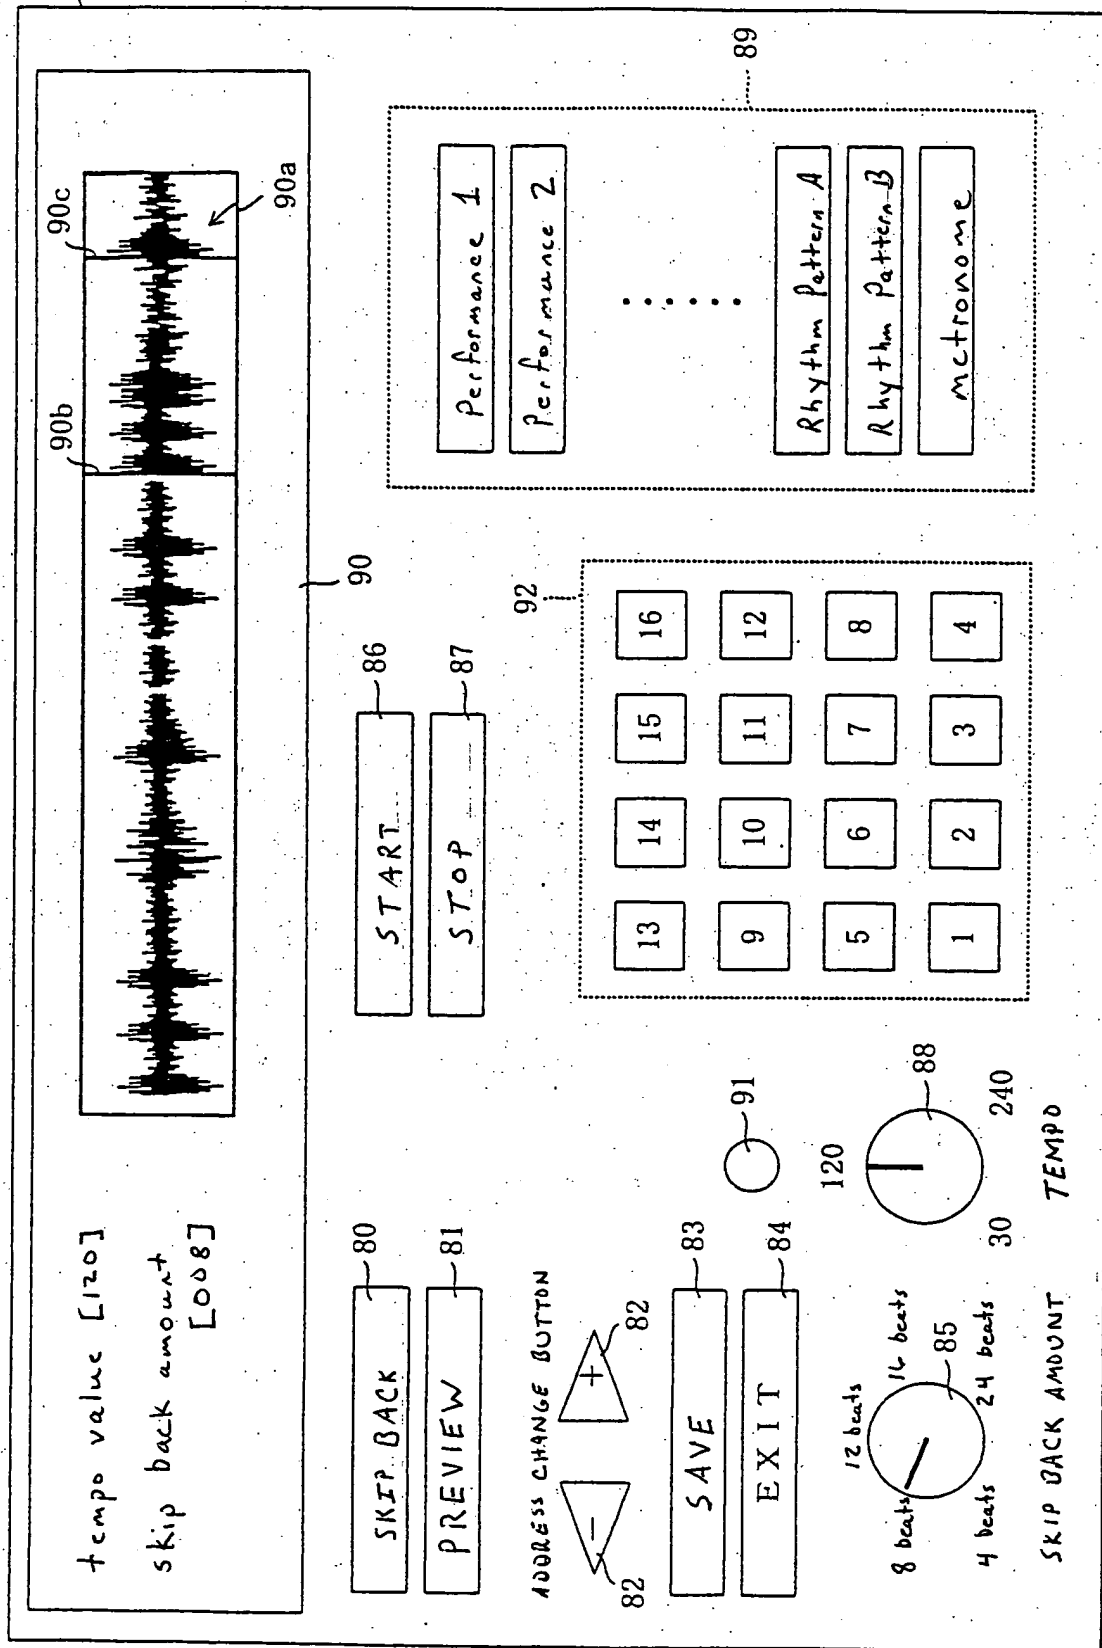 tempo value [120]
skip back amount
[008]
90b
90c
90a
90
SKIP BACK
80
PREVIEW
81
START
86
STOP
87
ADDRESS CHANGE BUTTON
-
+
82
82
SAVE
83
EXIT
84
91
8 beats
12 beats
16 beats
4 beats
24 beats
85
SKIP BACK AMOUNT
120
88
30
240
TEMPO
92
13 14 15 16
9 10 11 12
5 6 7 8
1 2 3 4
Performance 1
Performance 2
......
Rhythm Pattern A
Rhythm Pattern B
metronome
89